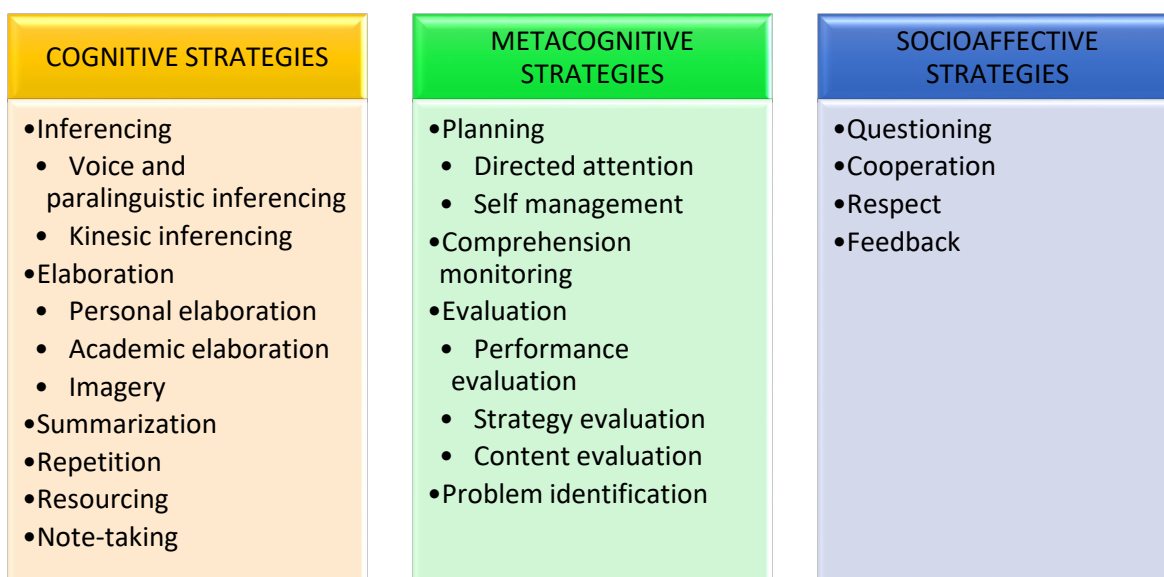 COGNITIVE STRATEGIES
•Inferencing
• Voice and
paralinguistic inferencing
• Kinesic inferencing
•Elaboration
• Personal elaboration
• Academic elaboration
• Imagery
•Summarization
•Repetition
•Resourcing
•Note-taking
METACOGNITIVE
STRATEGIES
•Planning
• Directed attention
• Self management
•Comprehension
monitoring
•Evaluation
• Performance
evaluation
• Strategy evaluation
• Content evaluation
•Problem identification
SOCIOAFFECTIVE
STRATEGIES
•Questioning
•Cooperation
•Respect
•Feedback